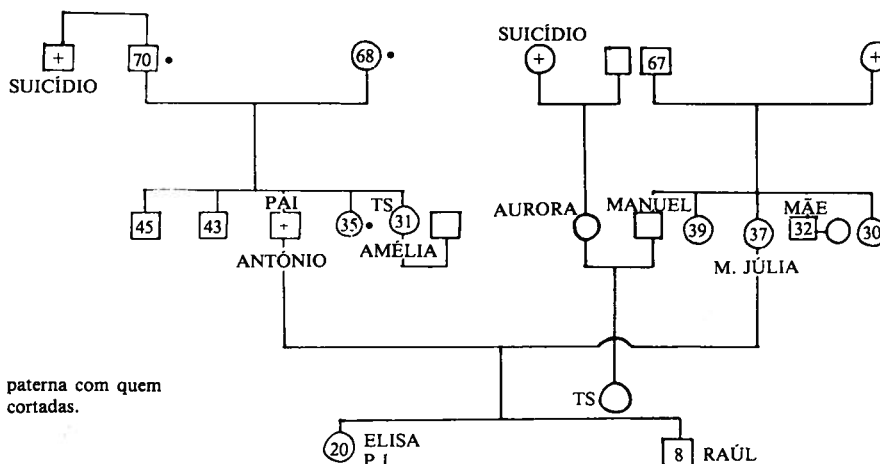 SUICÍDIO
+ 70 • 68 • + 67 +
SUICÍDIO
PAI TS AURORA MANUEL MÃE
45 43 + 35 • 31 39 37 32 30
ANTÓNIO AMÉLIA M. JÚLIA
paterna com quem
cortadas.
TS
20 ELISA 8 RAÚL
P.I.